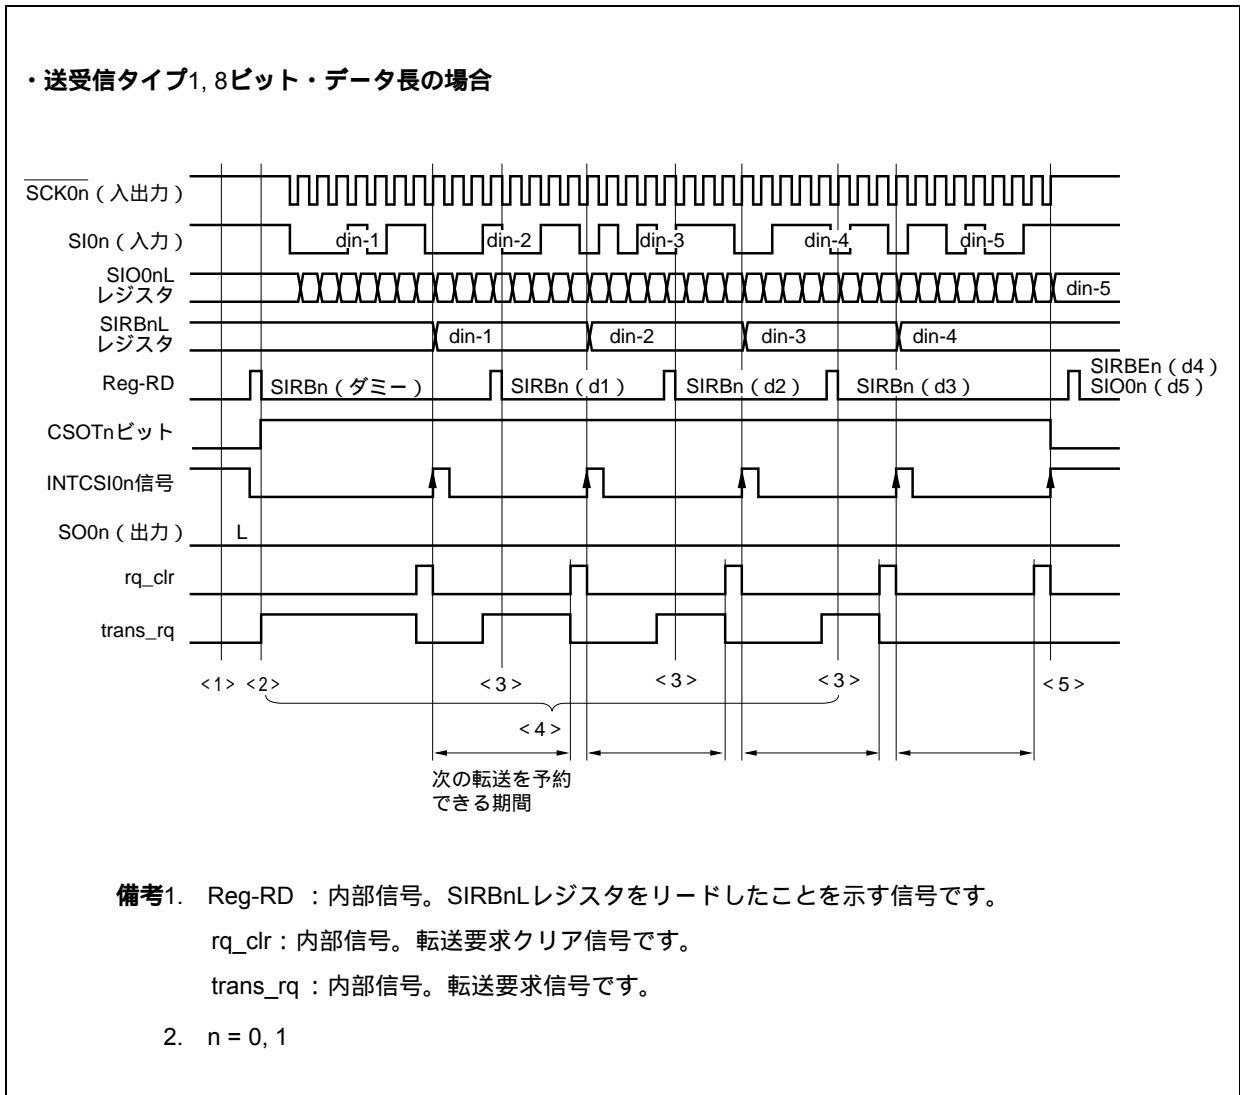 ・送受信タイプ1, 8ビット・データ長の場合
SCK0n（入出力）
SI0n（入力）
din-1
din-2
din-3
din-4
din-5
SIO0nL
レジスタ
din-5
SIRBnL
レジスタ
din-1
din-2
din-3
din-4
Reg-RD
SIRBn（ダミー）
SIRBn（d1）
SIRBn（d2）
SIRBn（d3）
SIRBEn（d4）
SIO0n（d5）
CSOTnビット
INTCSI0n信号
SO0n（出力）
L
rq_clr
trans_rq
<1>
<2>
<3>
<3>
<3>
<5>
<4>
次の転送を予約
できる期間
備考1. Reg-RD ：内部信号。SIRBnLレジスタをリードしたことを示す信号です。
rq_clr：内部信号。転送要求クリア信号です。
trans_rq ：内部信号。転送要求信号です。
2. n = 0, 1